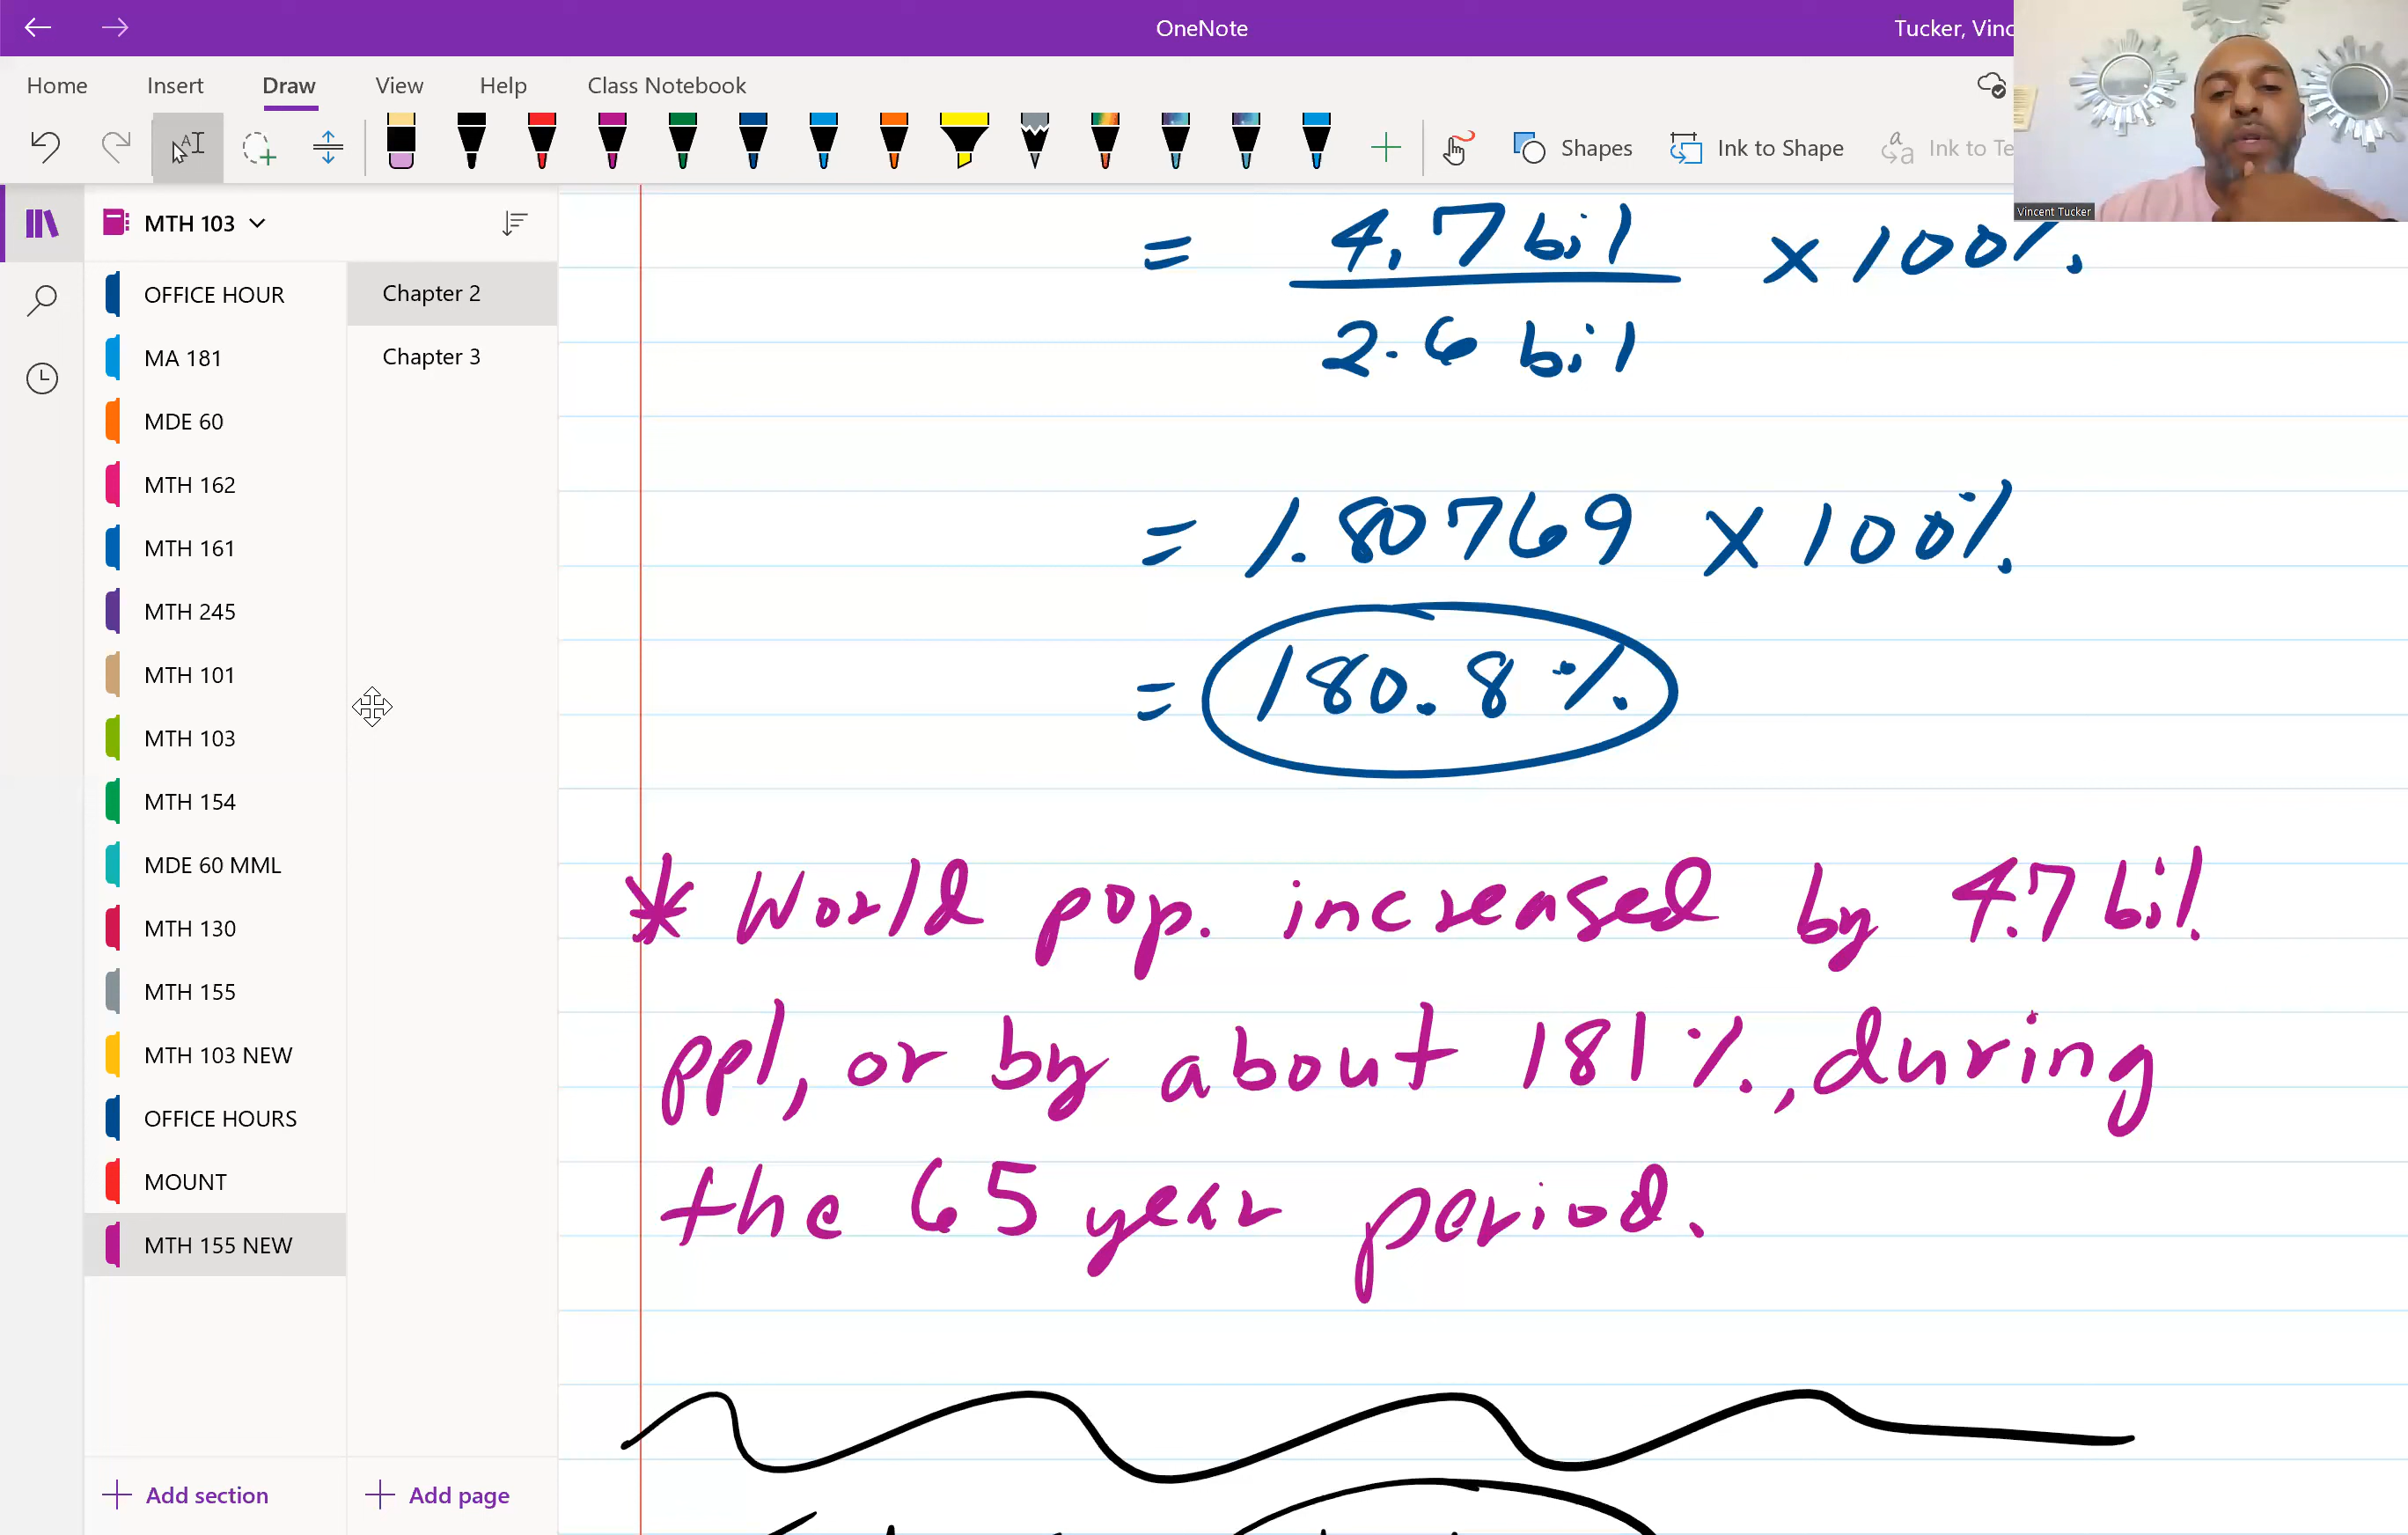 OneNote
Tucker, Vinc
Home Insert Draw View Help Class Notebook
Shapes Ink to Shape Ink to Te
Vincent Tucker
MTH 103
OFFICE HOUR
MA 181
MDE 60
MTH 162
MTH 161
MTH 245
MTH 101
MTH 103
MTH 154
MDE 60 MML
MTH 130
MTH 155
MTH 103 NEW
OFFICE HOURS
MOUNT
MTH 155 NEW
Add section
Chapter 2
Chapter 3
Add page
= 4.7 bil / 2.6 bil × 100%
= 1.80769 × 100%
= 180.8%
* World pop. increased by 4.7 bil.
ppl, or by about 181%, during
the 65 year period.